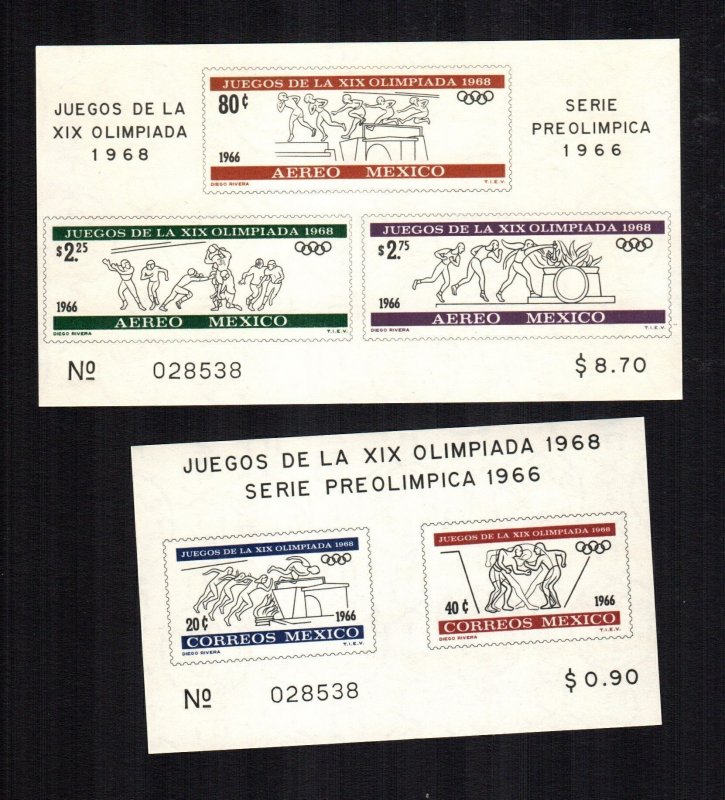 JUEGOS DE LA
XIX OLIMPIADA
1968
JUEGOS DE LA XIX OLIMPIADA 1968
80¢
1966
AEREO MEXICO
DIEGO RIVERA
T.I.E.V.
SERIE
PREOLIMPICA
1966
JUEGOS DE LA XIX OLIMPIADA 1968
$2.25
1966
AEREO MEXICO
DIEGO RIVERA
T.I.E.V.
JUEGOS DE LA XIX OLIMPIADA 1968
$2.75
1966
AEREO MEXICO
DIEGO RIVERA
T.I.E.V.
Nº 028538
$8.70
JUEGOS DE LA XIX OLIMPIADA 1968
SERIE PREOLIMPICA 1966
JUEGOS DE LA XIX OLIMPIADA 1968
20¢
1966
CORREOS MEXICO
DIEGO RIVERA
T.I.E.V.
JUEGOS DE LA XIX OLIMPIADA 1968
40¢
1966
CORREOS MEXICO
DIEGO RIVERA
T.I.E.V.
Nº 028538
$0.90